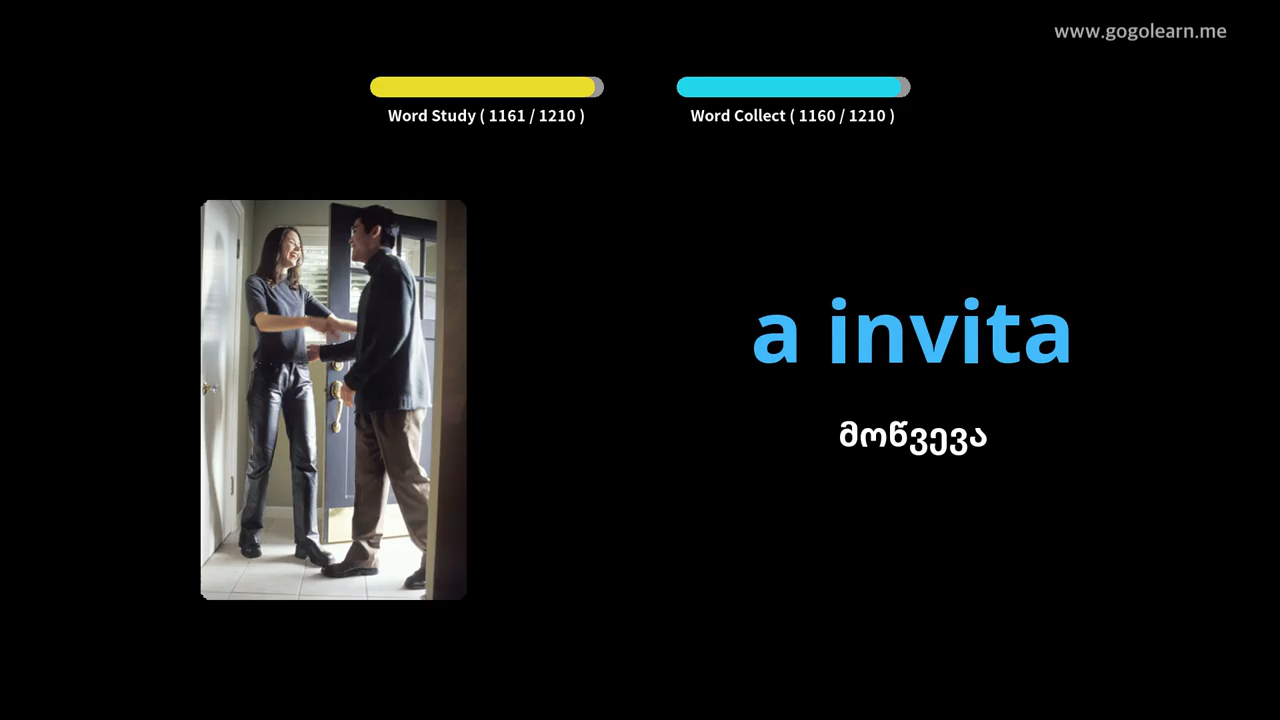 www.gogolearn.me
Word Study ( 1161 / 1210 )
Word Collect ( 1160 / 1210 )
a invita
მოწვევა